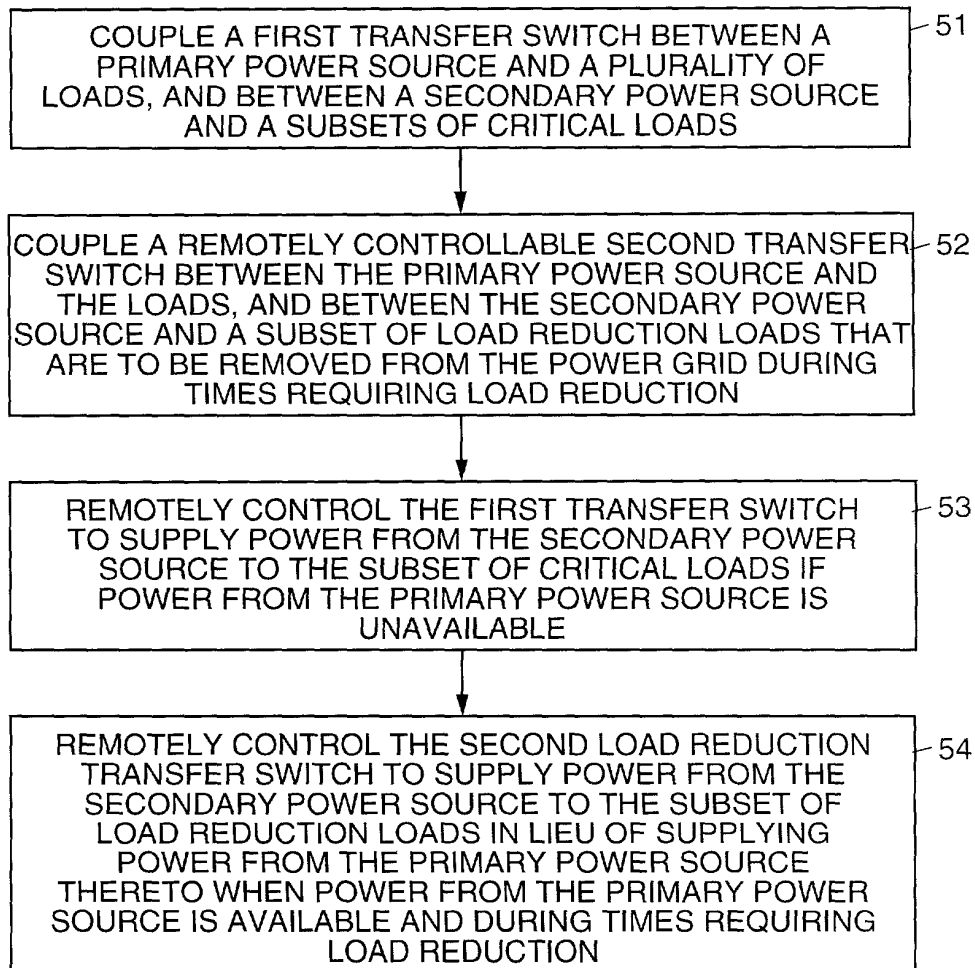 COUPLE A FIRST TRANSFER SWITCH BETWEEN A
PRIMARY POWER SOURCE AND A PLURALITY OF
LOADS, AND BETWEEN A SECONDARY POWER SOURCE
AND A SUBSETS OF CRITICAL LOADS
51
COUPLE A REMOTELY CONTROLLABLE SECOND TRANSFER
SWITCH BETWEEN THE PRIMARY POWER SOURCE AND
THE LOADS, AND BETWEEN THE SECONDARY POWER
SOURCE AND A SUBSET OF LOAD REDUCTION LOADS THAT
ARE TO BE REMOVED FROM THE POWER GRID DURING
TIMES REQUIRING LOAD REDUCTION
52
REMOTELY CONTROL THE FIRST TRANSFER SWITCH
TO SUPPLY POWER FROM THE SECONDARY POWER
SOURCE TO THE SUBSET OF CRITICAL LOADS IF
POWER FROM THE PRIMARY POWER SOURCE IS
UNAVAILABLE
53
REMOTELY CONTROL THE SECOND LOAD REDUCTION
TRANSFER SWITCH TO SUPPLY POWER FROM THE
SECONDARY POWER SOURCE TO THE SUBSET OF
LOAD REDUCTION LOADS IN LIEU OF SUPPLYING
POWER FROM THE PRIMARY POWER SOURCE
THERETO WHEN POWER FROM THE PRIMARY POWER
SOURCE IS AVAILABLE AND DURING TIMES REQUIRING
LOAD REDUCTION
54